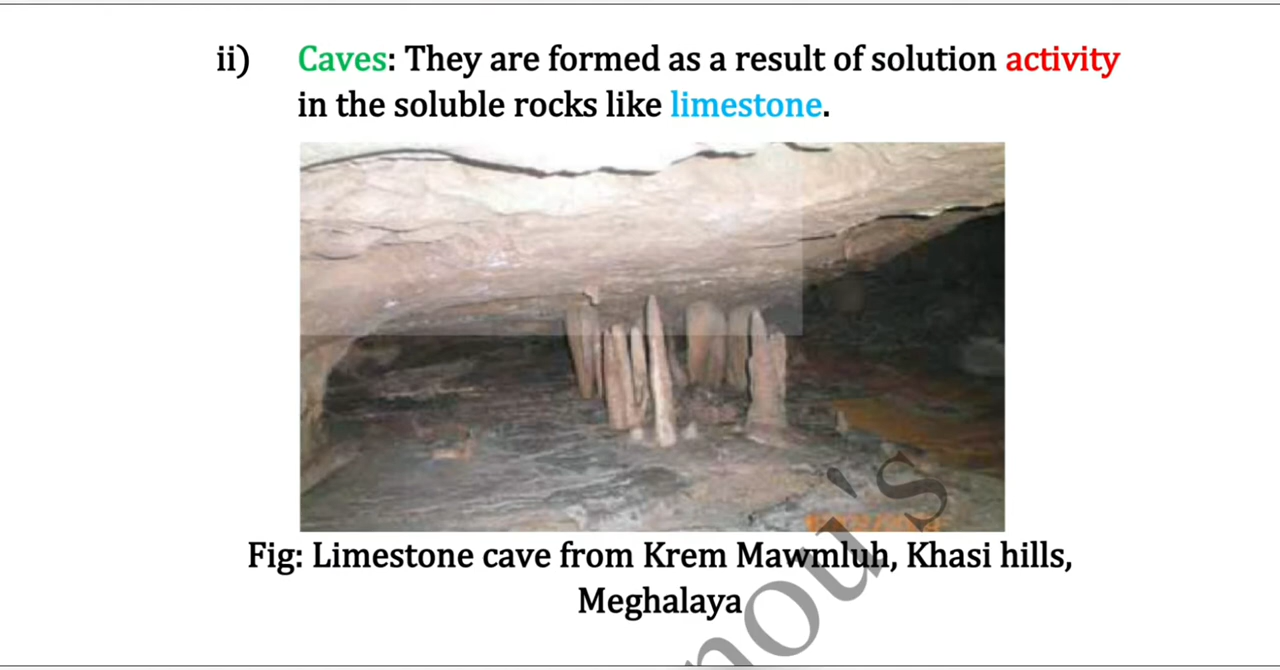 ii) Caves: They are formed as a result of solution activity
in the soluble rocks like limestone.
Fig: Limestone cave from Krem Mawmluh, Khasi hills,
Meghalaya
nou's